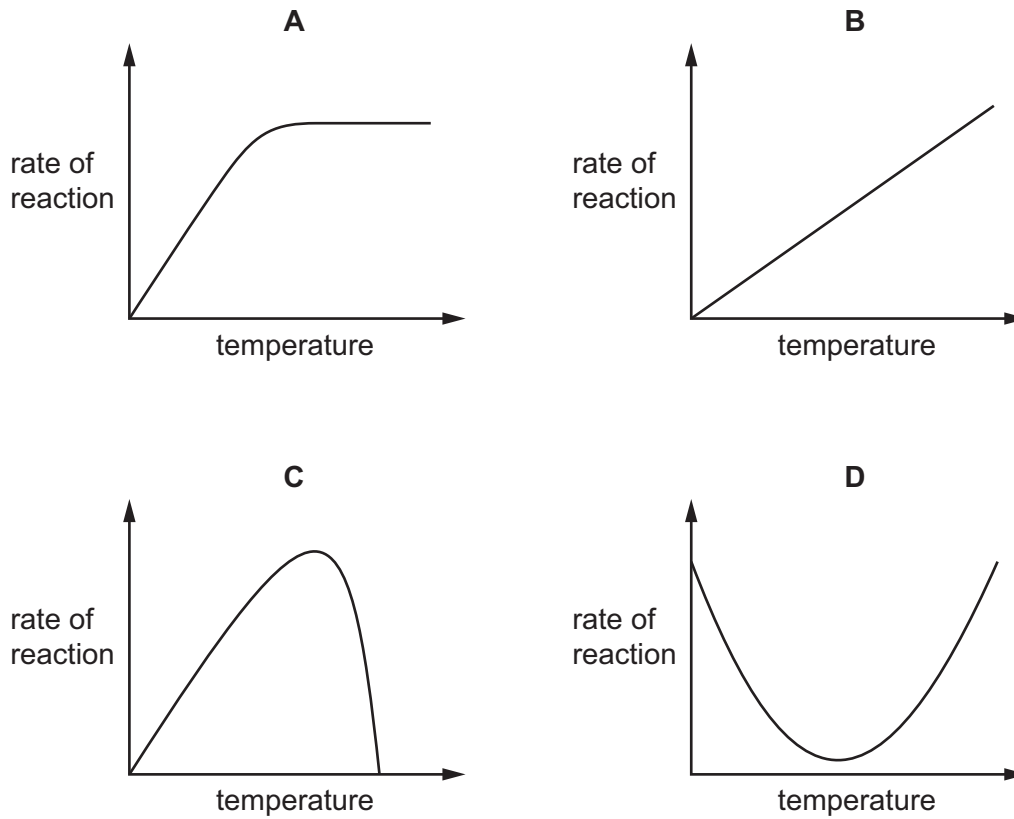 A
rate of
reaction
temperature
B
rate of
reaction
temperature
C
rate of
reaction
temperature
D
rate of
reaction
temperature